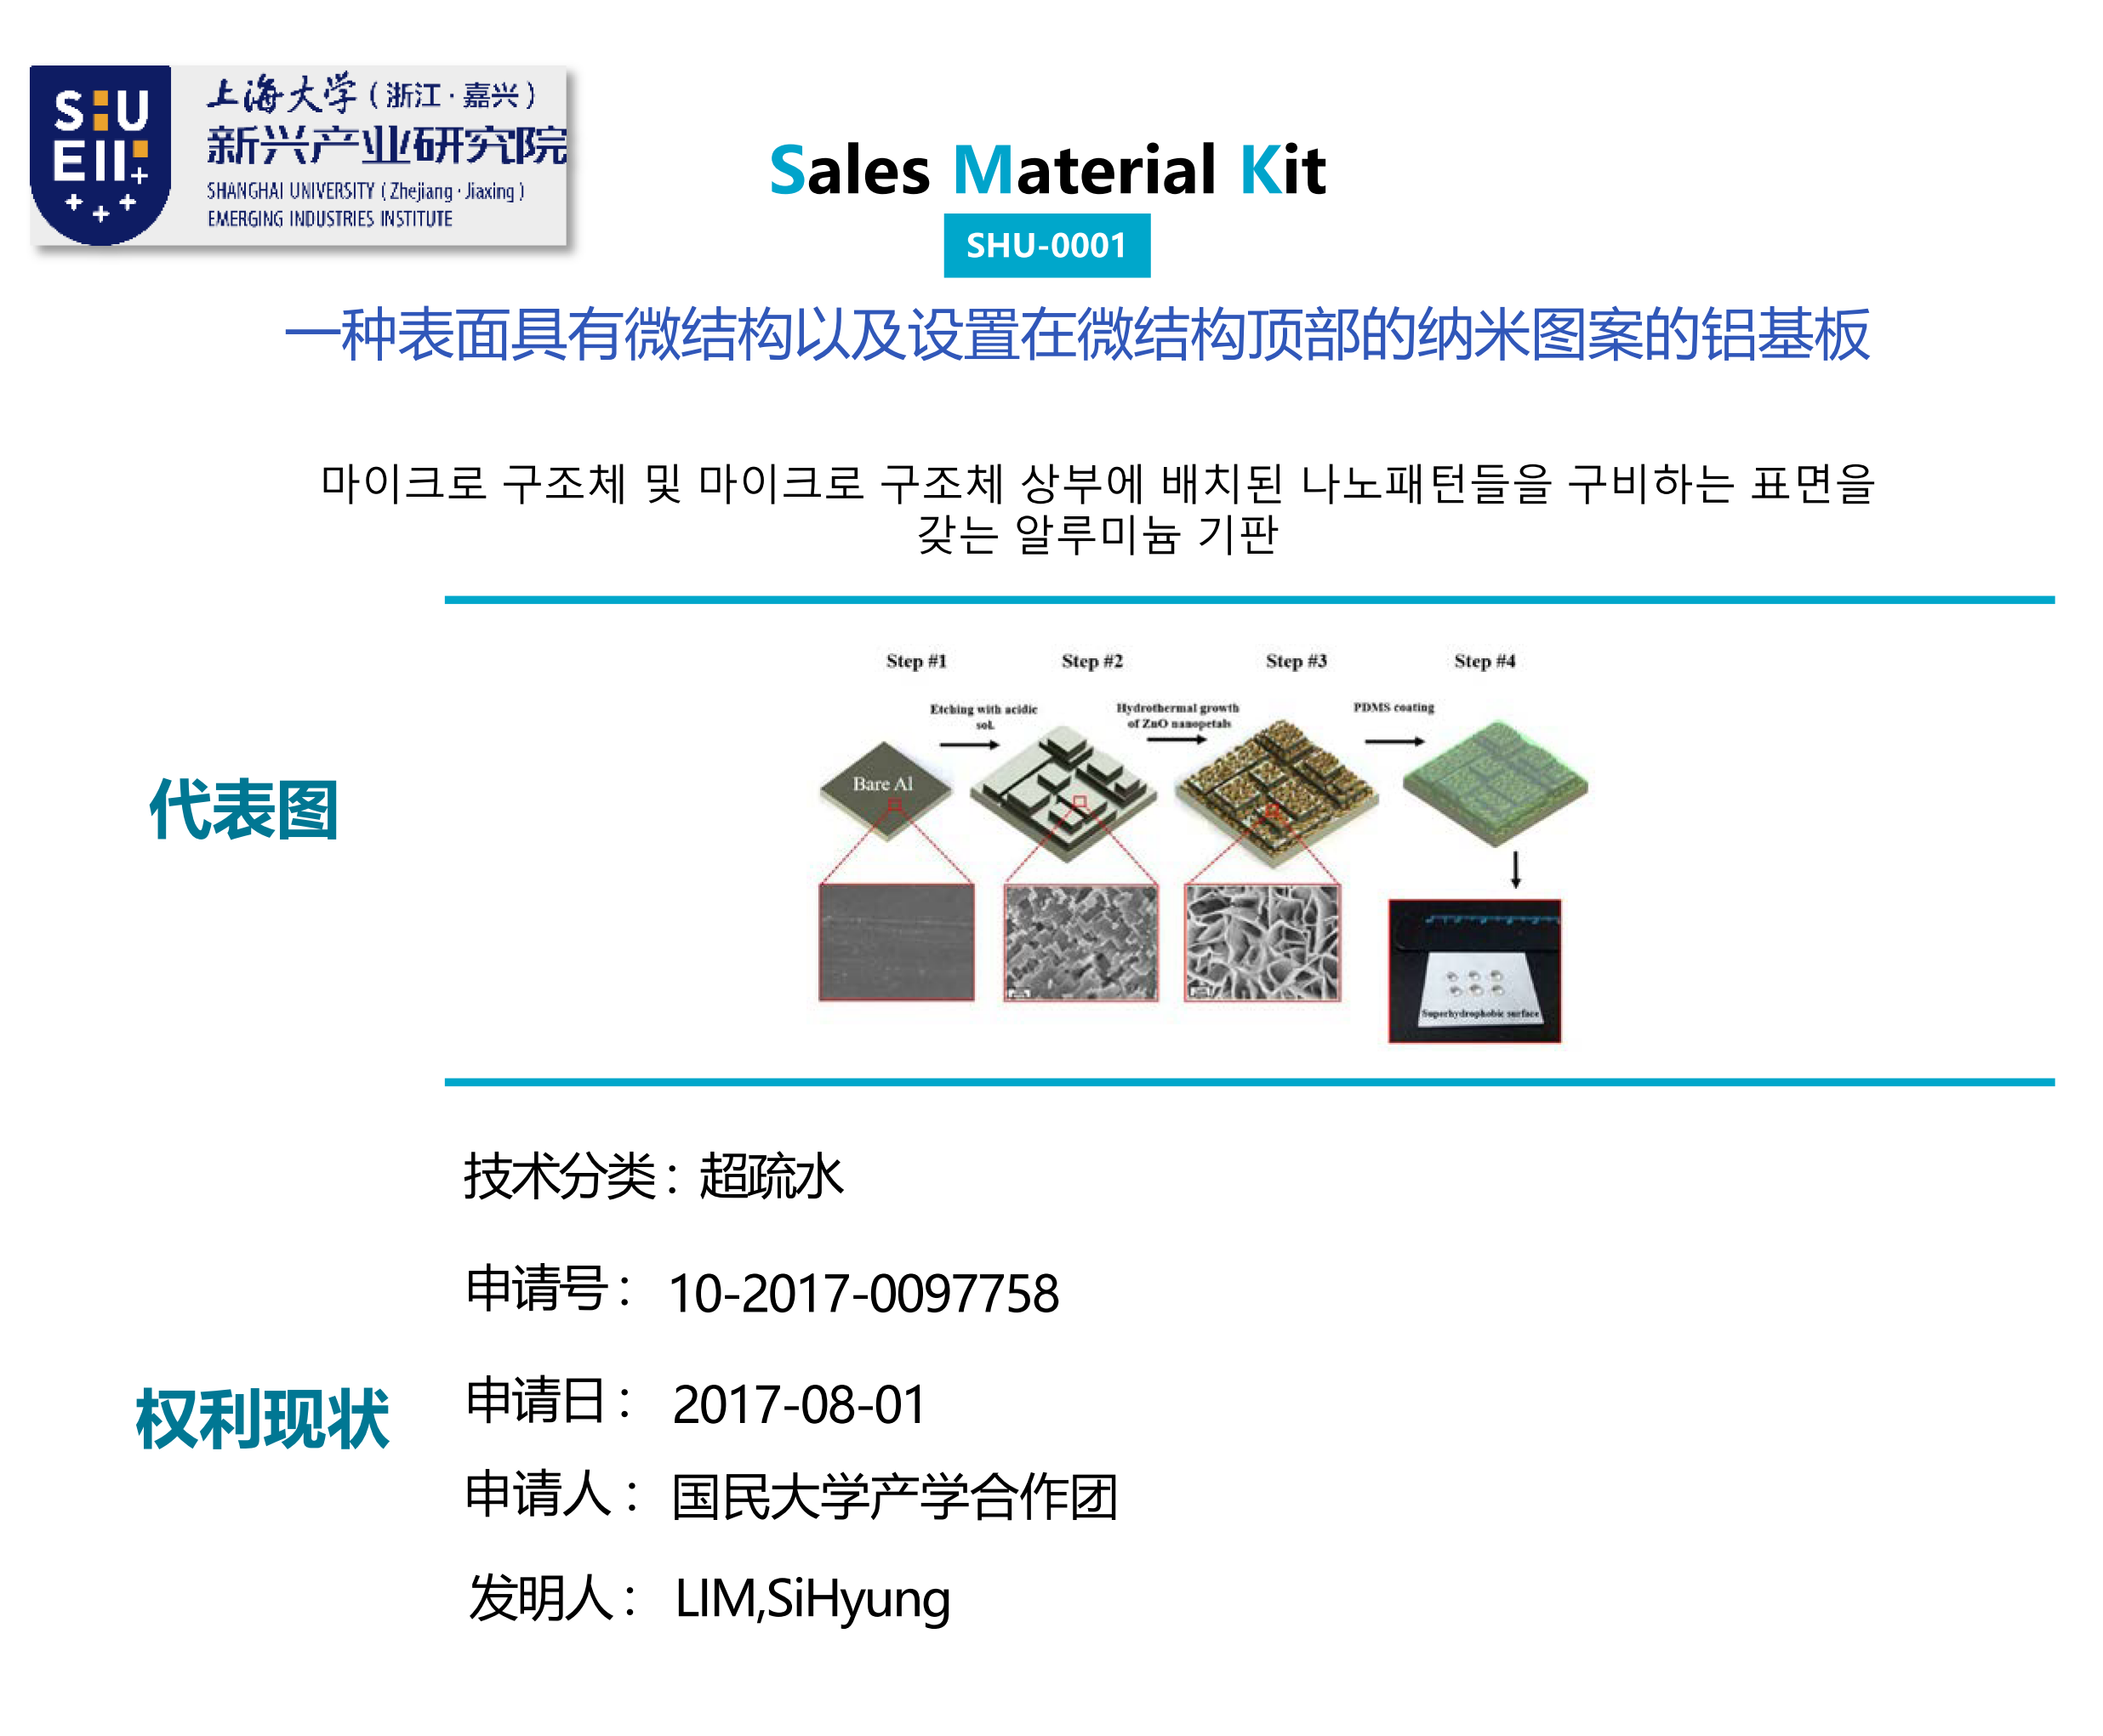 S:U
EII:+
上海大学（浙江·嘉兴）
新兴产业研究院
SHANGHAI UNIVERSITY ( Zhejiang · Jiaxing )
EMERGING INDUSTRIES INSTITUTE
Sales Material Kit
SHU-0001
一种表面具有微结构以及设置在微结构顶部的纳米图案的铝基板
마이크로 구조체 및 마이크로 구조체 상부에 배치된 나노패턴들을 구비하는 표면을
갖는 알루미늄 기판
代表图
Step #1
Step #2
Step #3
Step #4
Etching with acidic
sol.
Hydrothermal growth
of ZnO nanopetals
PDMS coating
Bare Al
Superhydrophobic surface
权利现状
技术分类：超疏水
申请号： 10-2017-0097758
申请日： 2017-08-01
申请人： 国民大学产学合作团
发明人： LIM,SiHyung